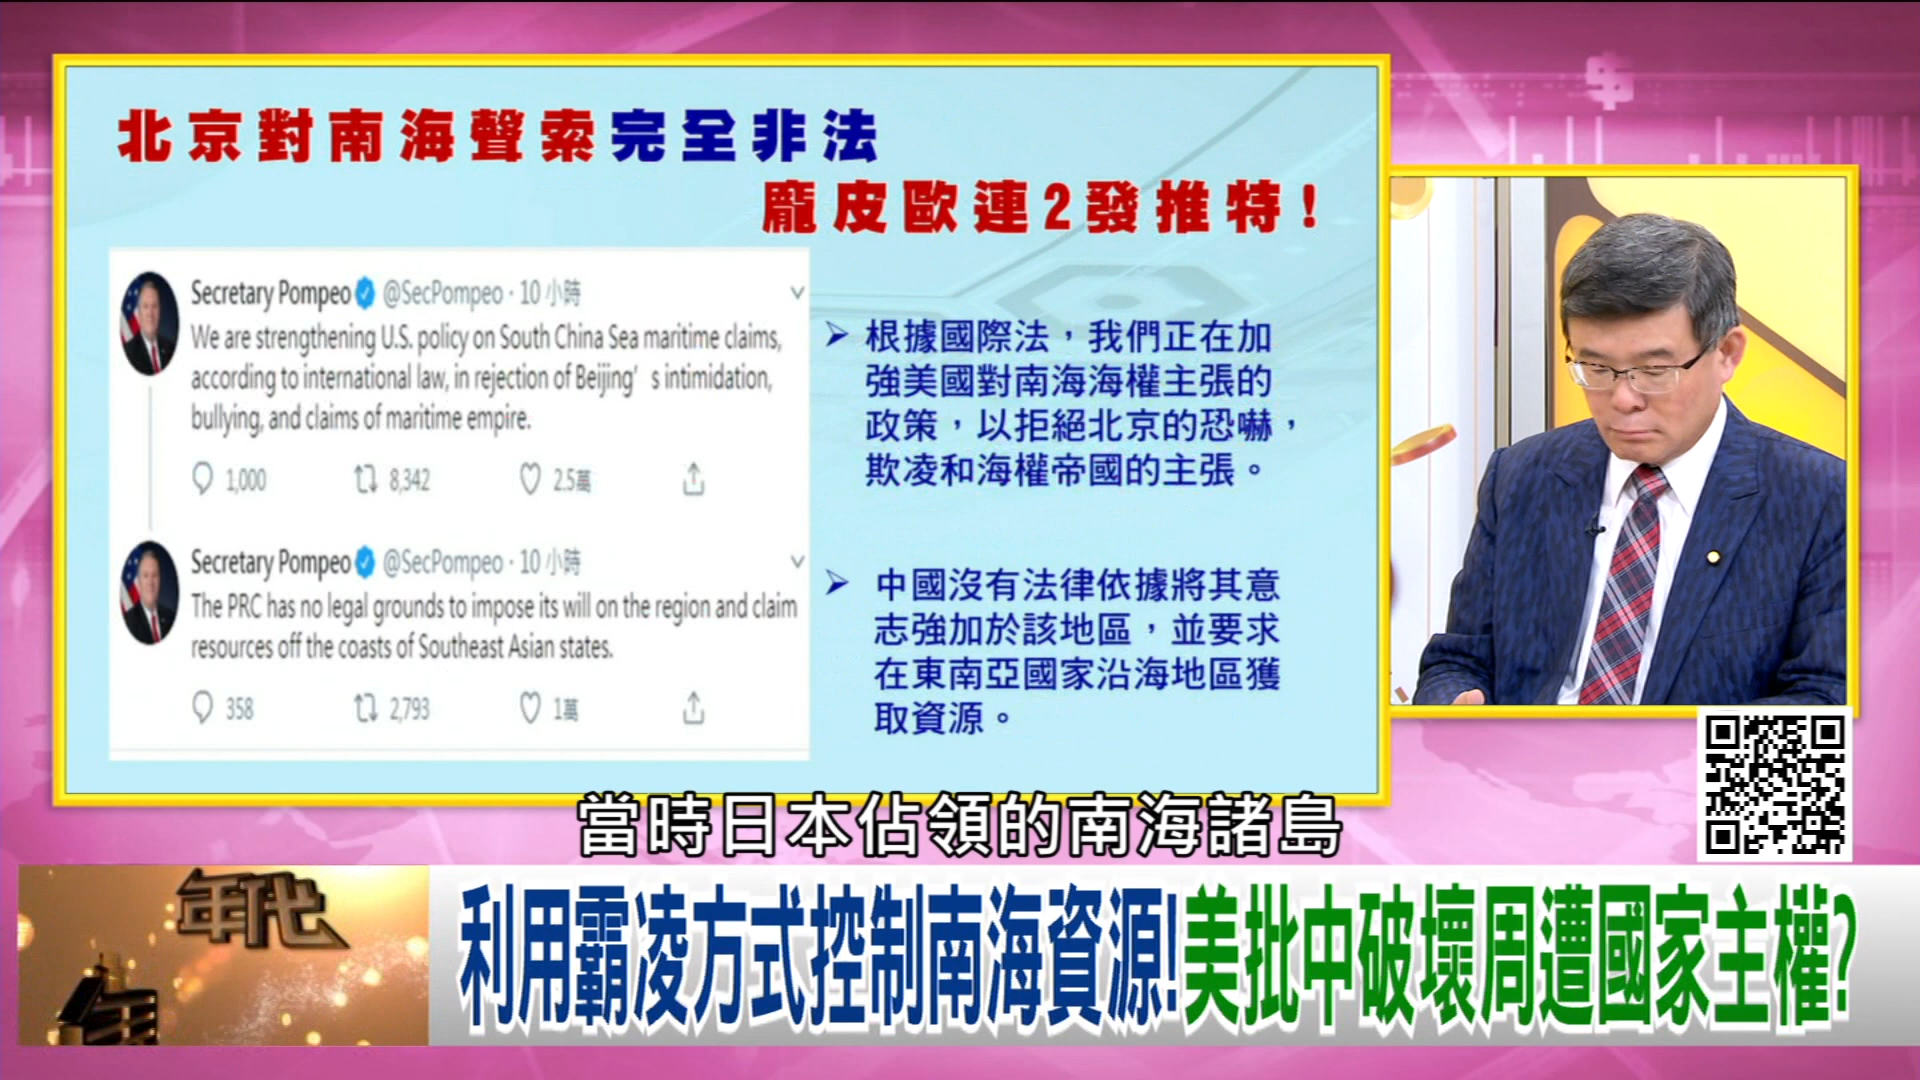 北京對南海聲索完全非法
龐皮歐連2發推特!
Secretary Pompeo @SecPompeo · 10 小時
We are strengthening U.S. policy on South China Sea maritime claims,
according to international law, in rejection of Beijing' s intimidation,
bullying, and claims of maritime empire.
1,000 8,342 2.5萬
Secretary Pompeo @SecPompeo · 10 小時
The PRC has no legal grounds to impose its will on the region and claim
resources off the coasts of Southeast Asian states.
358 2,793 1萬
➢ 根據國際法，我們正在加
強美國對南海海權主張的
政策，以拒絕北京的恐嚇，
欺凌和海權帝國的主張。
➢ 中國沒有法律依據將其意
志強加於該地區，並要求
在東南亞國家沿海地區獲
取資源。
當時日本佔領的南海諸島
年代
利用霸凌方式控制南海資源!美批中破壞周遭國家主權?